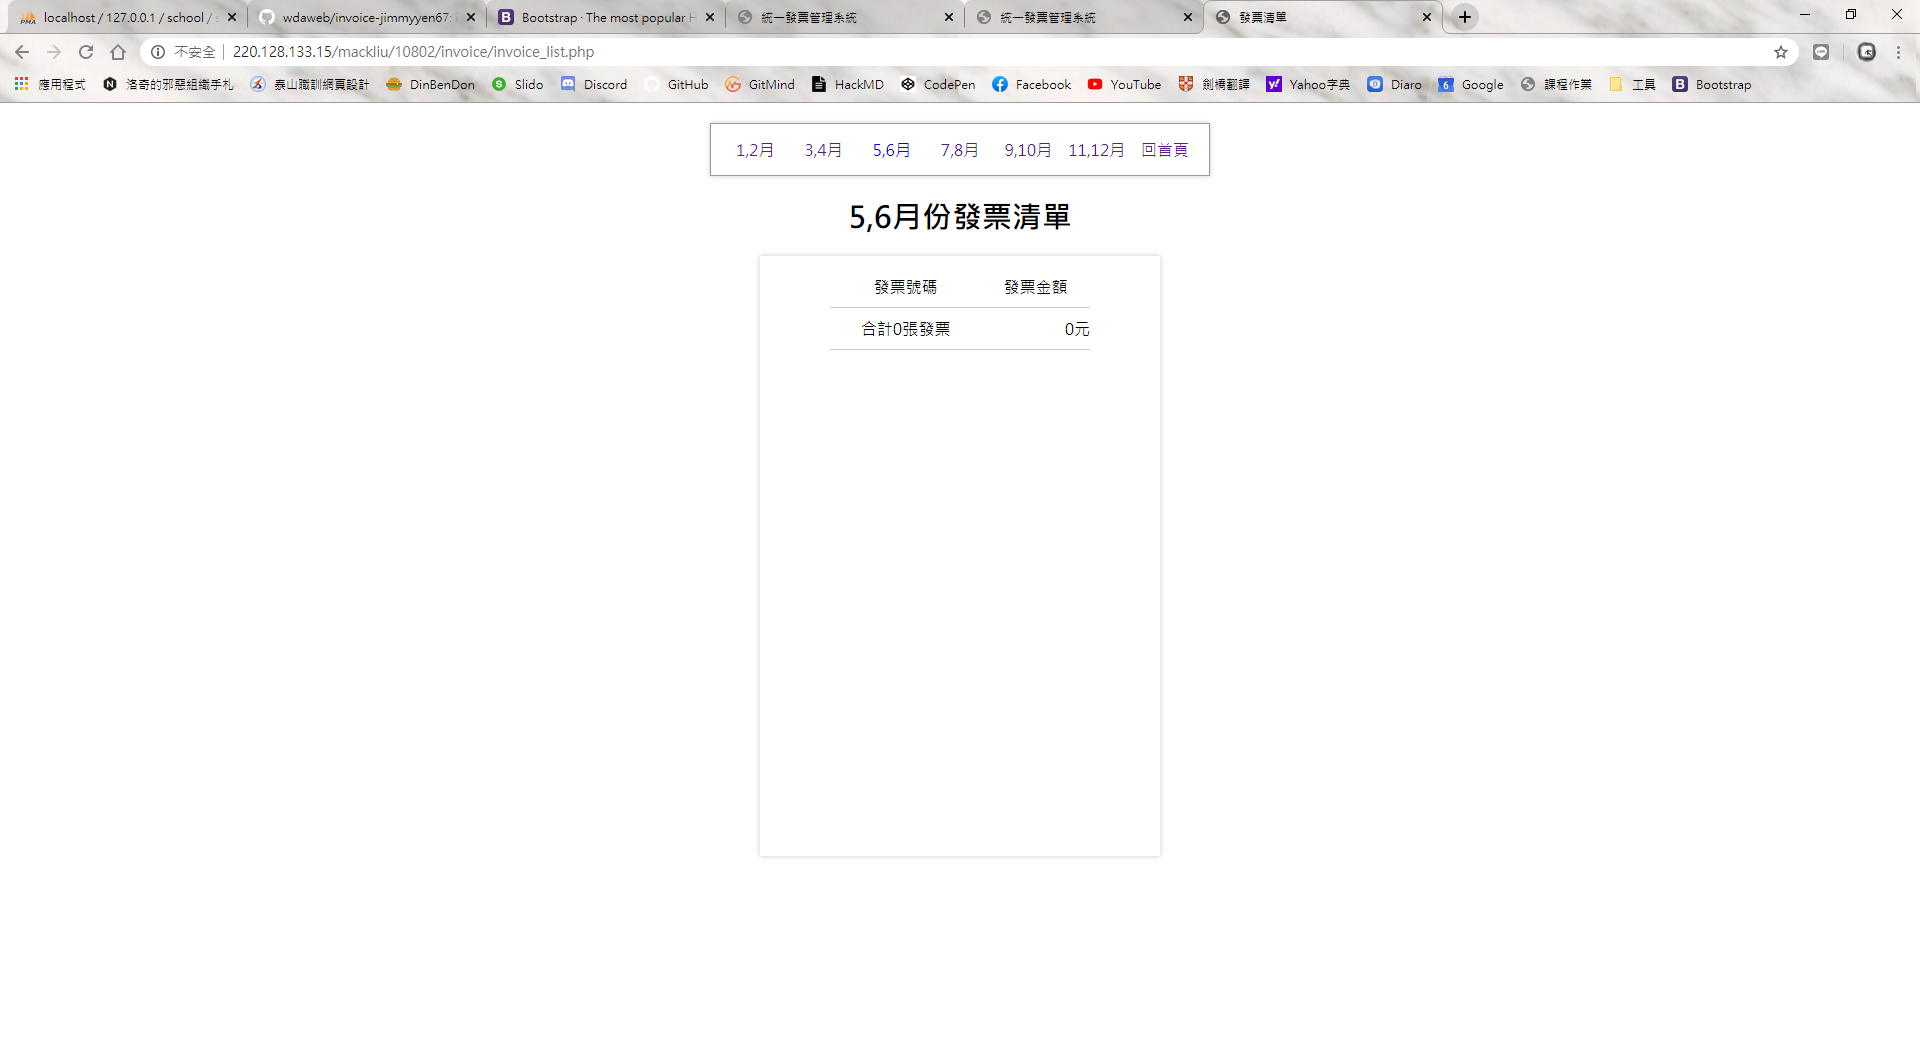 localhost / 127.0.0.1 / school / s
wdaweb/invoice-jimmyyen67: i
Bootstrap · The most popular H
統一發票管理系統
統一發票管理系統
發票清單
不安全 220.128.133.15/mackliu/10802/invoice/invoice_list.php
應用程式 洛奇的邪惡組織手札 泰山職訓網頁設計 DinBenDon Slido Discord GitHub GitMind HackMD CodePen Facebook YouTube 劍橋翻譯 Yahoo字典 Diaro Google 課程作業 工具 Bootstrap
1,2月 3,4月 5,6月 7,8月 9,10月 11,12月 回首頁
5,6月份發票清單
發票號碼 發票金額
合計0張發票 0元